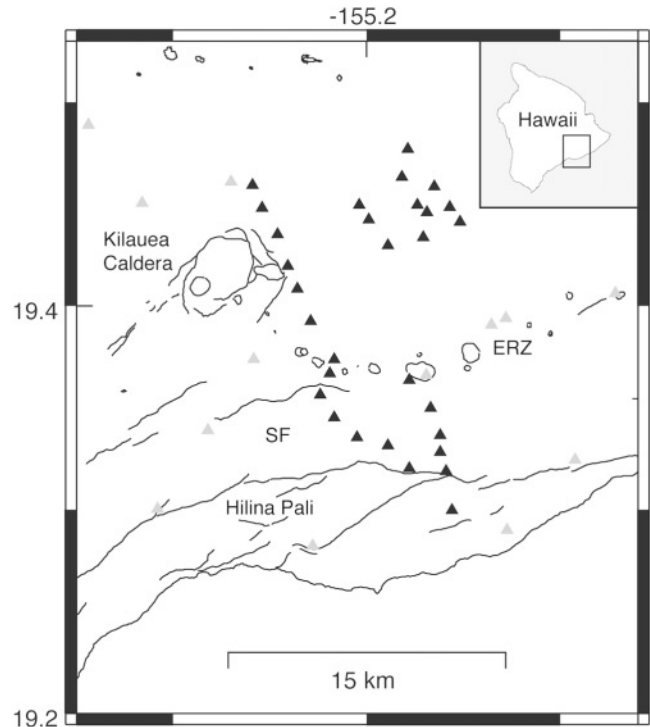 -155.2
Hawaii
Kilauea
Caldera
19.4
ERZ
SF
Hilina Pali
15 km
19.2